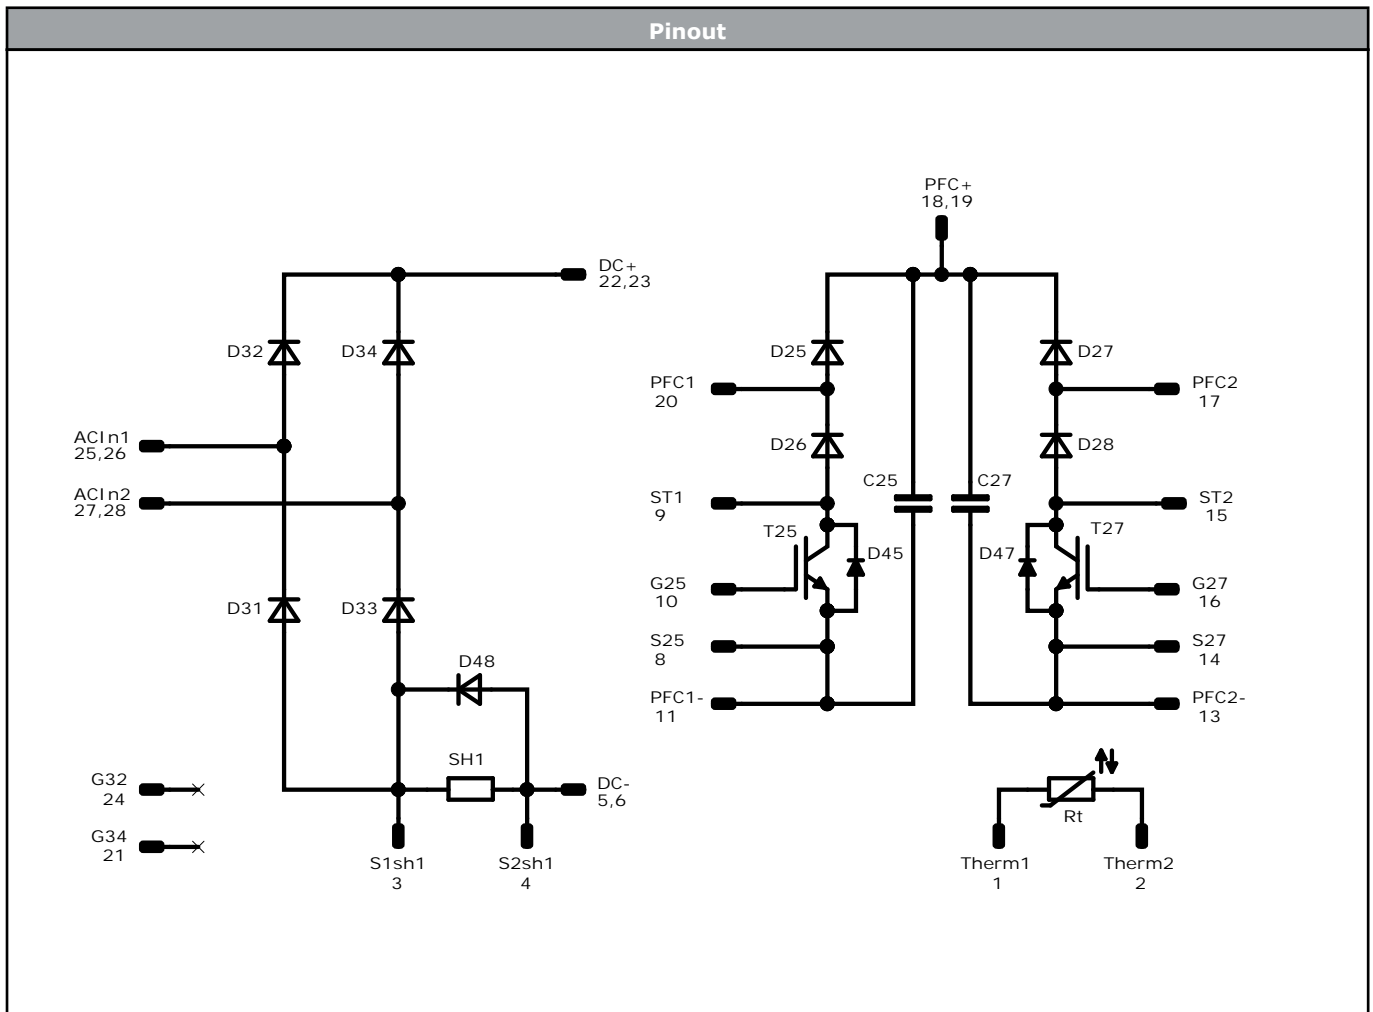 Pinout
PFC+
18,19
DC+
22,23
D32
D34
D25
D27
PFC1
20
PFC2
17
ACIn1
25,26
D26
D28
C25
C27
ACIn2
27,28
ST1
9
ST2
15
T25
T27
D45
D47
G25
10
G27
16
D31
D33
S25
8
S27
14
D48
PFC1-
11
PFC2-
13
SH1
G32
24
DC-
5,6
Rt
G34
21
S1sh1
3
S2sh1
4
Therm1
1
Therm2
2